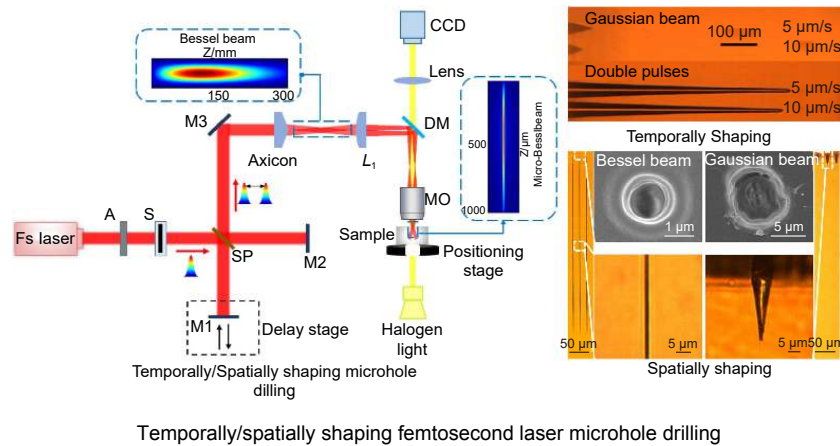 Bessel beam
Z/mm
150
300
CCD
Lens
DM
M3
Axicon
L1
MO
500
1000
Z/μm
Micro-Besslbeam
Fs laser
A
S
SP
M2
Sample
Positioning
stage
M1
Delay stage
Halogen
light
Temporally/Spatially shaping microhole
dilling
Gaussian beam
5 μm/s
100 μm
10 μm/s
Double pulses
5 μm/s
10 μm/s
Temporally Shaping
Bessel beam
Gaussian beam
1 μm
5 μm
50 μm
5 μm
5 μm
50 μm
Spatially shaping
Temporally/spatially shaping femtosecond laser microhole drilling